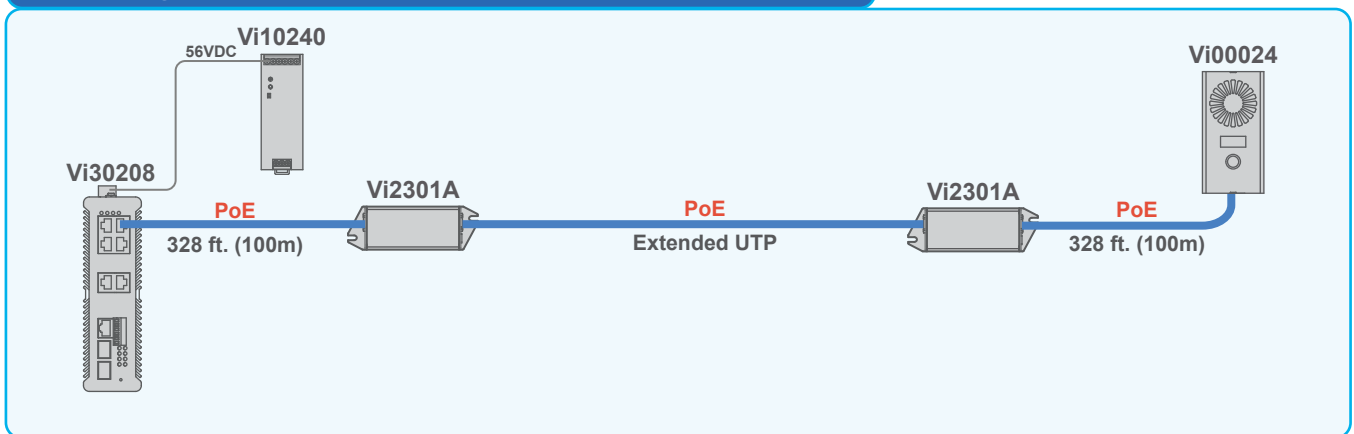 Vi10240
56VDC
Vi00024
Vi30208
Vi2301A
Vi2301A
PoE
PoE
PoE
328 ft. (100m)
Extended UTP
328 ft. (100m)